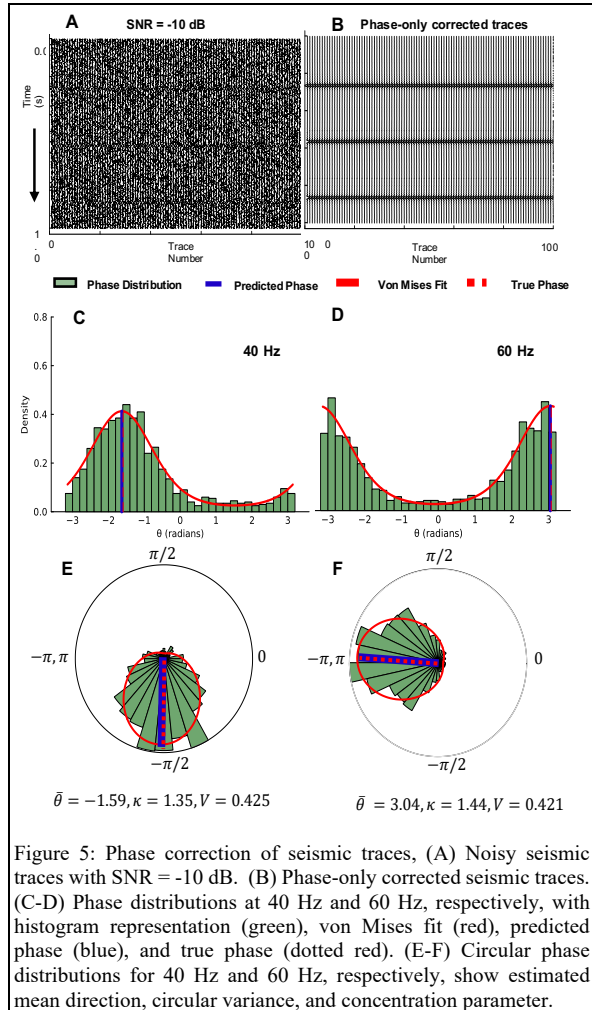 A SNR = -10 dB
B Phase-only corrected traces
0.0
Time
(s)
1
.0
0 Trace Number
10 0 Trace Number 100
Phase Distribution Predicted Phase Von Mises Fit True Phase
C 40 Hz
D 60 Hz
0.8
0.6
0.4
0.2
0.0
Density
−3 −2 −1 0 1 2 3
−3 −2 −1 0 1 2 3
θ (radians)
θ (radians)
E π/2
−π, π 0
−π/2
F π/2
−π, π 0
−π/2
θ̄ = −1.59, κ = 1.35, V = 0.425
θ̄ = 3.04, κ = 1.44, V = 0.421
Figure 5: Phase correction of seismic traces, (A) Noisy seismic
traces with SNR = -10 dB. (B) Phase-only corrected seismic traces.
(C-D) Phase distributions at 40 Hz and 60 Hz, respectively, with
histogram representation (green), von Mises fit (red), predicted
phase (blue), and true phase (dotted red). (E-F) Circular phase
distributions for 40 Hz and 60 Hz, respectively, show estimated
mean direction, circular variance, and concentration parameter.